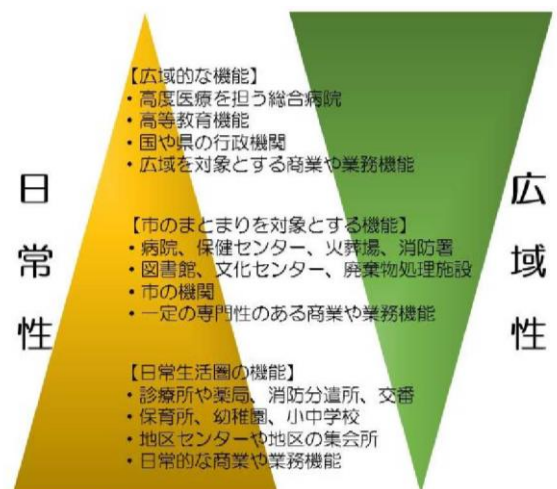 【広域的な機能】
・高度医療を担う総合病院
・高等教育機能
・国や県の行政機関
・広域を対象とする商業や業務機能
日常性
広域性
【市のまとまりを対象とする機能】
・病院、保健センター、火葬場、消防署
・図書館、文化センター、廃棄物処理施設
・市の機関
・一定の専門性のある商業や業務機能
【日常生活圏の機能】
・診療所や薬局、消防分遣所、交番
・保育所、幼稚園、小中学校
・地区センターや地区の集会所
・日常的な商業や業務機能